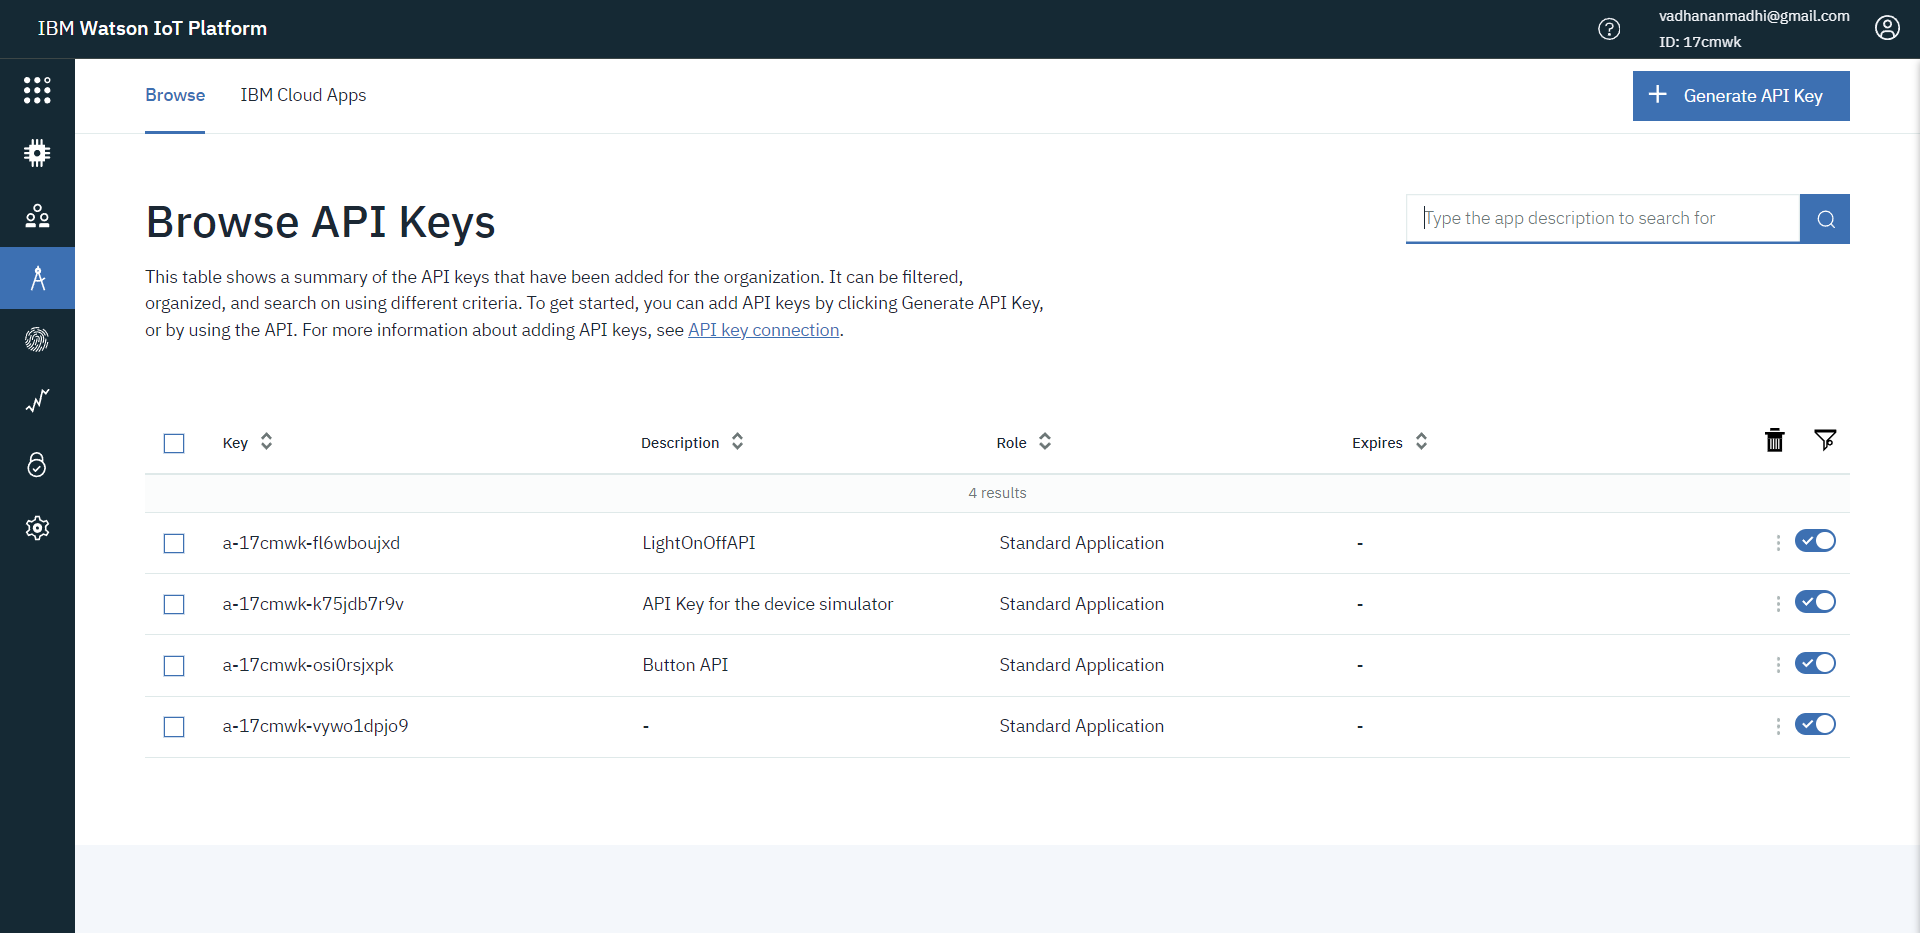 IBM Watson IoT Platform
vadhananmadhi@gmail.com
ID: 17cmwk
Browse
IBM Cloud Apps
Generate API Key
Browse API Keys
Type the app description to search for
This table shows a summary of the API keys that have been added for the organization. It can be filtered,
organized, and search on using different criteria. To get started, you can add API keys by clicking Generate API Key,
or by using the API. For more information about adding API keys, see API key connection.
Key Description Role Expires
4 results
a-17cmwk-fl6wboujxd LightOnOffAPI Standard Application -
a-17cmwk-k75jdb7r9v API Key for the device simulator Standard Application -
a-17cmwk-osi0rsjxpk Button API Standard Application -
a-17cmwk-vywo1dpjo9 - Standard Application -